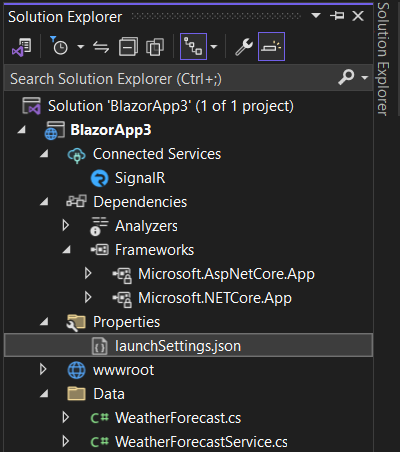 Solution Explorer
Search Solution Explorer (Ctrl+;)
Solution 'BlazorApp3' (1 of 1 project)
BlazorApp3
Connected Services
SignalR
Dependencies
Analyzers
Frameworks
Microsoft.AspNetCore.App
Microsoft.NETCore.App
Properties
launchSettings.json
wwwroot
Data
C# WeatherForecast.cs
C# WeatherForecastService.cs
Solution Explorer